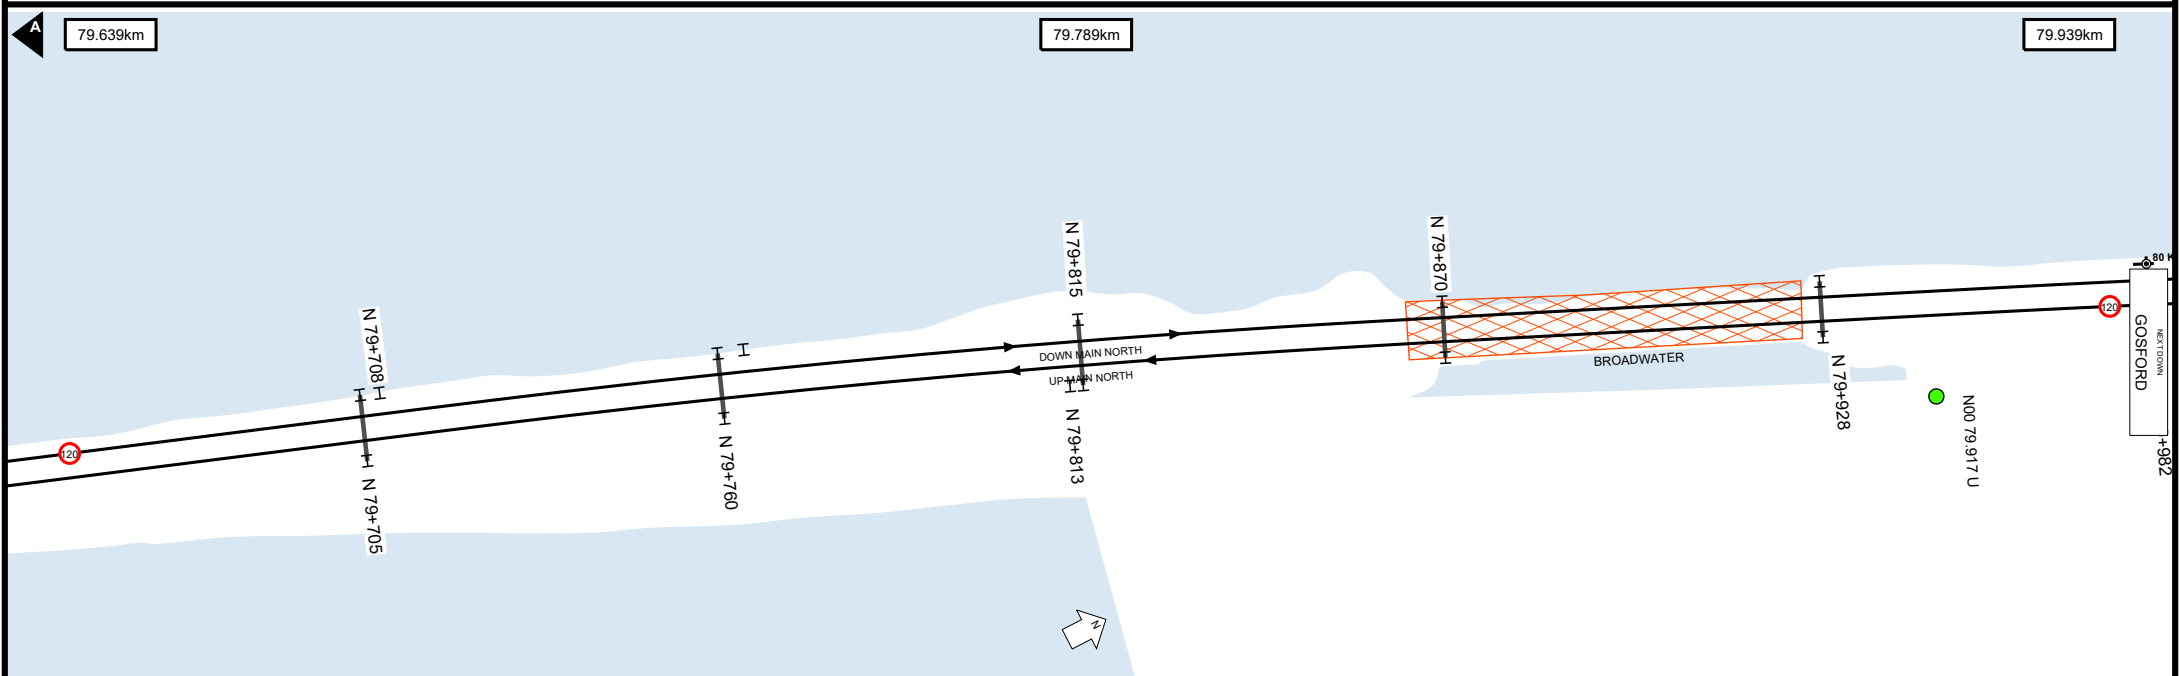 A
79.639km
79.789km
79.939km
N 79+708
N 79+705
N 79+760
N 79+815
DOWN MAIN NORTH
UP MAIN NORTH
N 79+813
N 79+870
BROADWATER
N 79+928
N00 79.917 U
80 K
120
120
NEXT DOWN
GOSFORD
+982
N